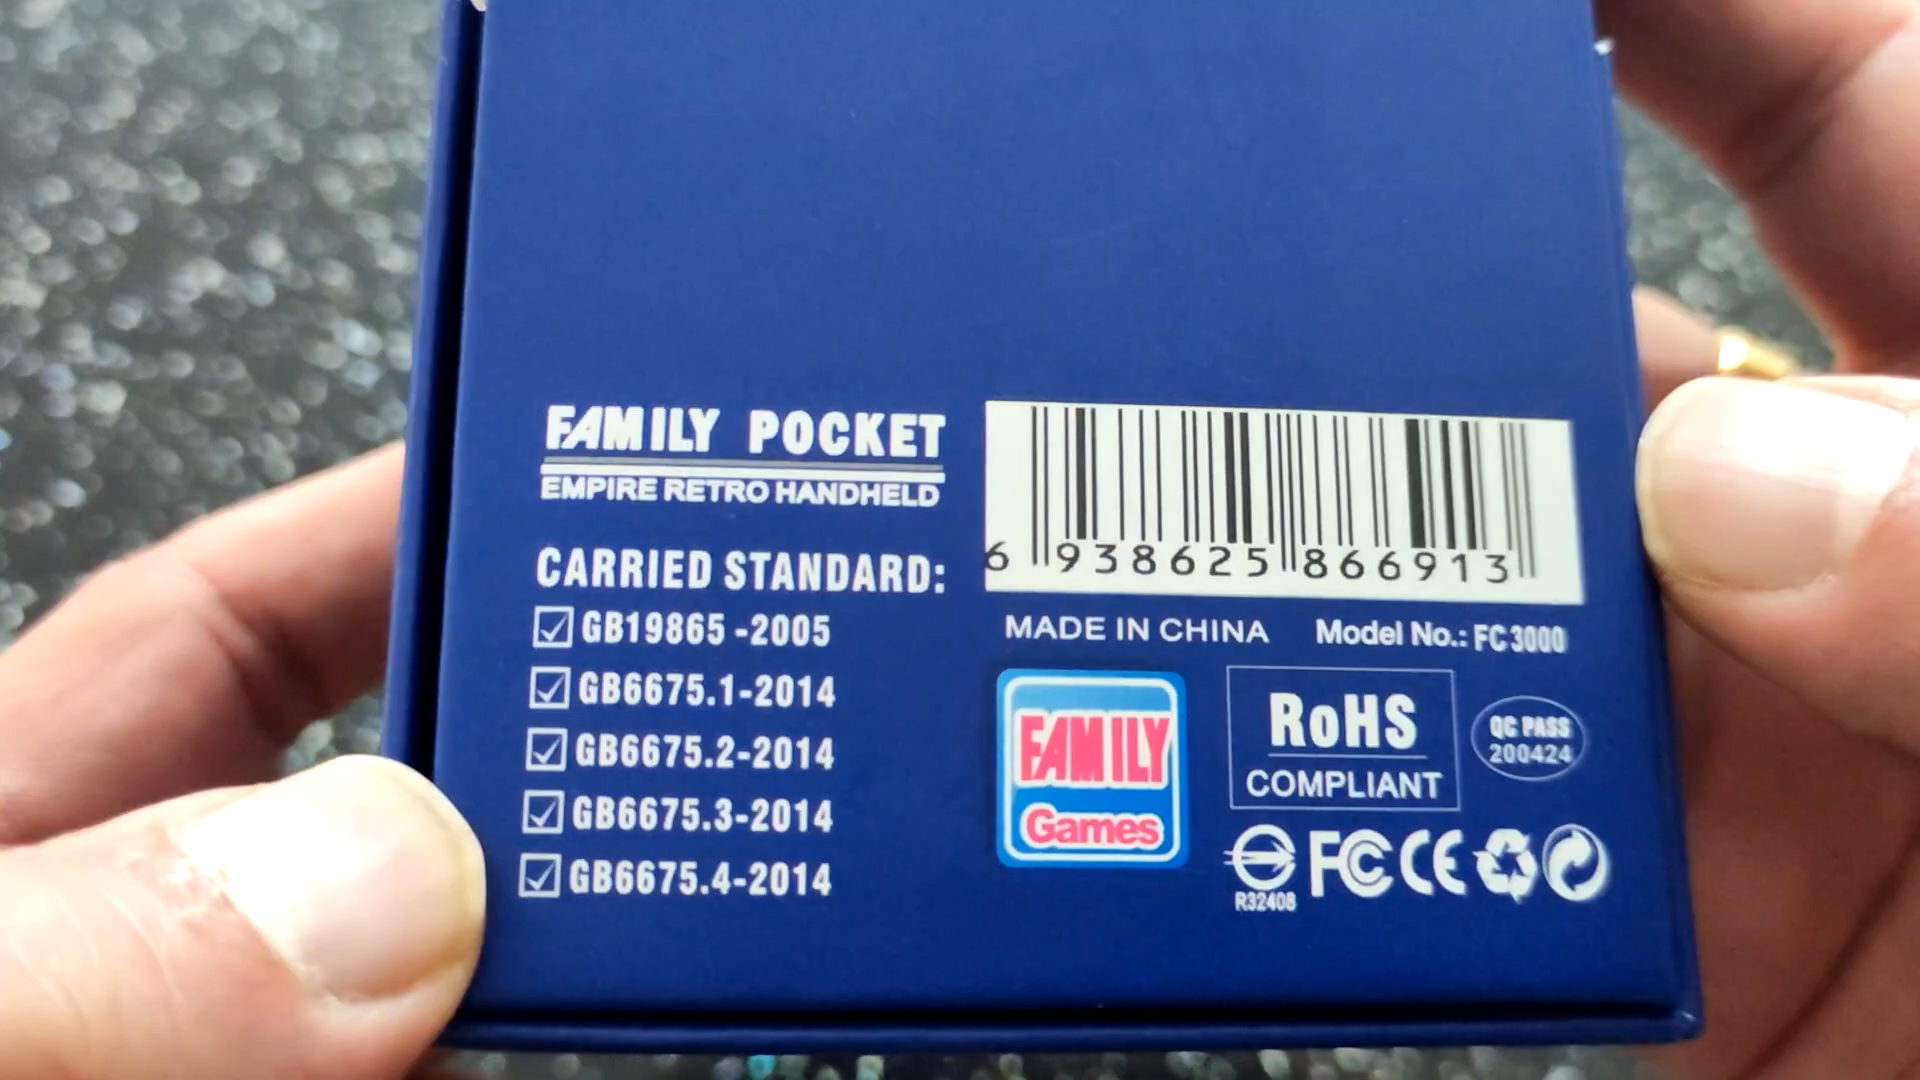 FAMILY POCKET
EMPIRE RETRO HANDHELD
CARRIED STANDARD:
GB19865-2005
GB6675.1-2014
GB6675.2-2014
GB6675.3-2014
GB6675.4-2014
6 938625 866913
MADE IN CHINA
Model No.: FC3000
FAMILY
Games
RoHS
COMPLIANT
QC PASS
200424
R32408
FC CE